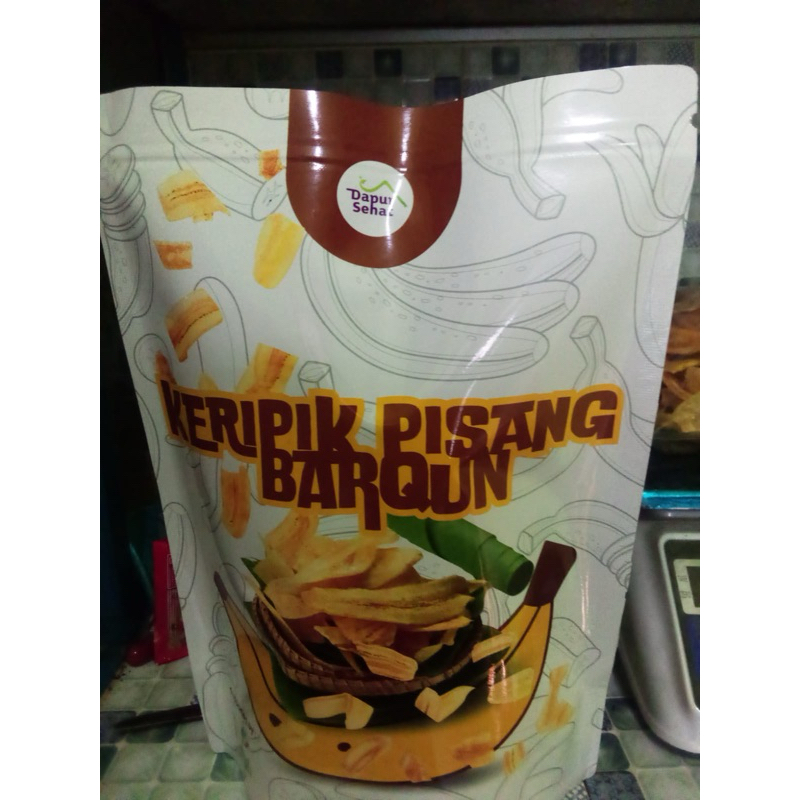 Dapur
Sehat
KERIPIK PISANG
BARQUN